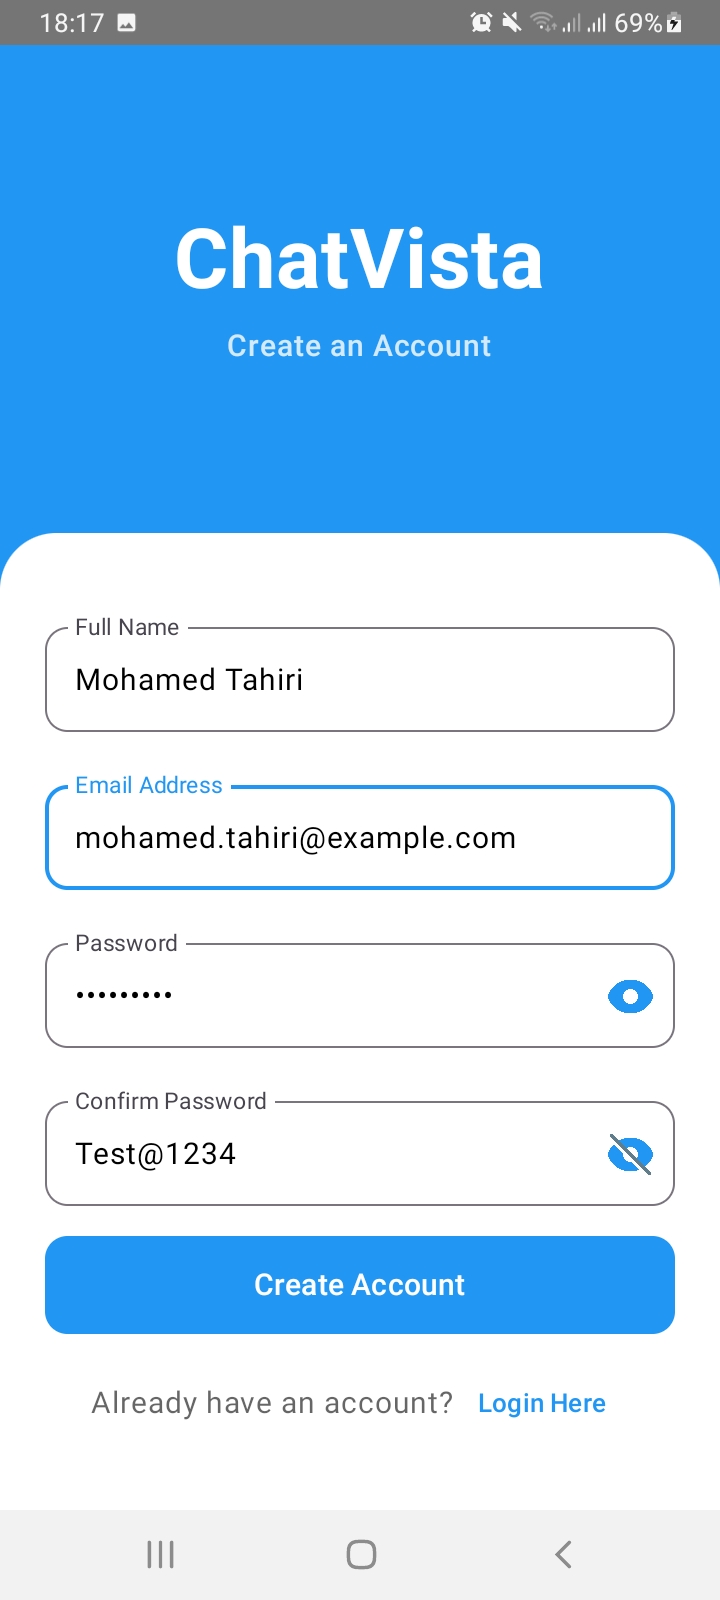 18:17 69%
ChatVista
Create an Account
Full Name
Mohamed Tahiri
Email Address
mohamed.tahiri@example.com
Password
•••••••••
Confirm Password
Test@1234
Create Account
Already have an account? Login Here